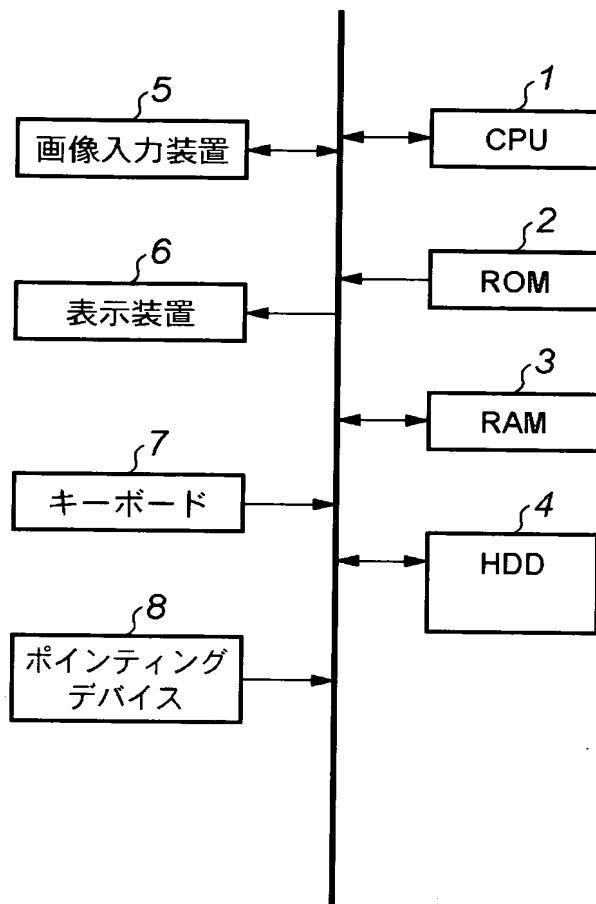 5
画像入力装置
6
表示装置
7
キーボード
8
ポインティング
デバイス
1
CPU
2
ROM
3
RAM
4
HDD